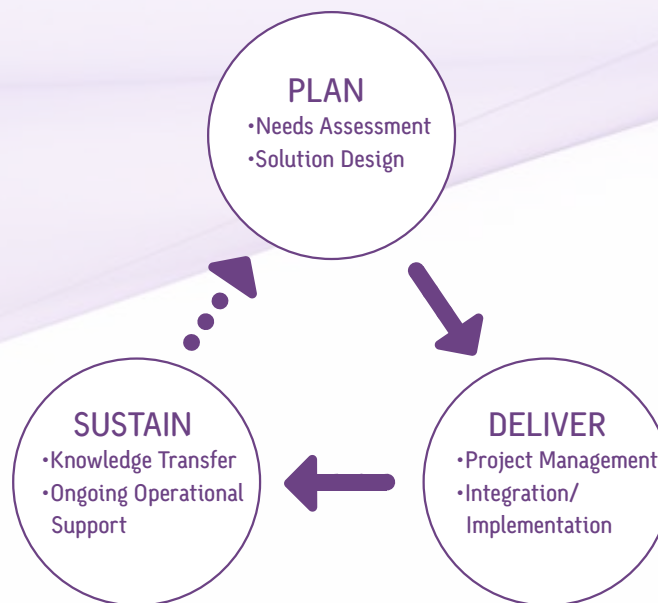 PLAN
•Needs Assessment
•Solution Design
SUSTAIN
•Knowledge Transfer
•Ongoing Operational
Support
DELIVER
•Project Management
•Integration/
Implementation